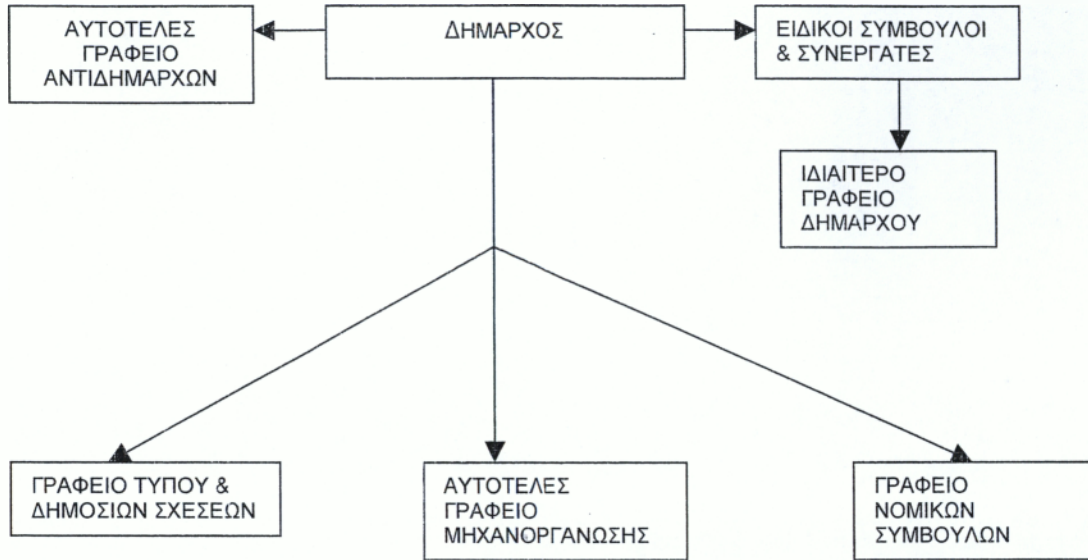 ΑΥΤΟΤΕΛΕΣ
ΓΡΑΦΕΙΟ
ΑΝΤΙΔΗΜΑΡΧΩΝ
ΔΗΜΑΡΧΟΣ
ΕΙΔΙΚΟΙ ΣΥΜΒΟΥΛΟΙ
& ΣΥΝΕΡΓΑΤΕΣ
ΙΔΙΑΙΤΕΡΟ
ΓΡΑΦΕΙΟ
ΔΗΜΑΡΧΟΥ
ΓΡΑΦΕΙΟ ΤΥΠΟΥ &
ΔΗΜΟΣΙΩΝ ΣΧΕΣΕΩΝ
ΑΥΤΟΤΕΛΕΣ
ΓΡΑΦΕΙΟ
ΜΗΧΑΝΟΡΓΑΝΩΣΗΣ
ΓΡΑΦΕΙΟ
ΝΟΜΙΚΩΝ
ΣΥΜΒΟΥΛΩΝ